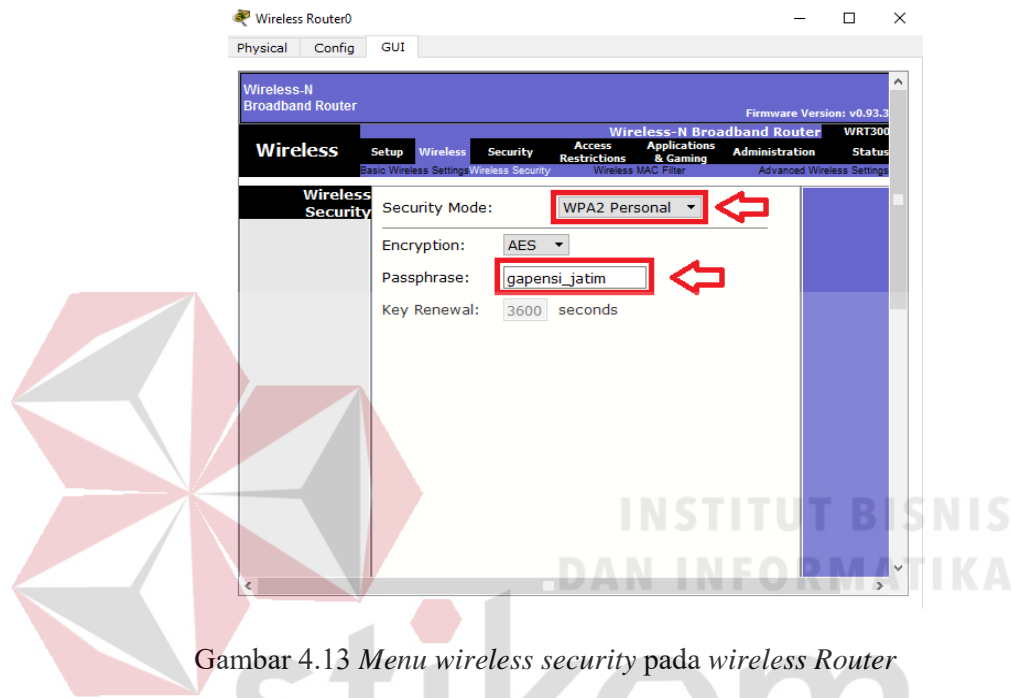 Wireless Router0
Physical Config GUI
Wireless-N
Broadband Router
Firmware Version: v0.93.3
Wireless-N Broadband Router WRT300
Wireless
Setup Wireless Security Access Restrictions Applications & Gaming Administration Status
Basic Wireless Settings Wireless Security Wireless MAC Filter Advanced Wireless Settings
Wireless Security
Security Mode: WPA2 Personal
Encryption: AES
Passphrase: gapensi_jatim
Key Renewal: 3600 seconds
INSTITUT BISNIS
DAN INFORMATIKA
Gambar 4.13 Menu wireless security pada wireless Router
stikom